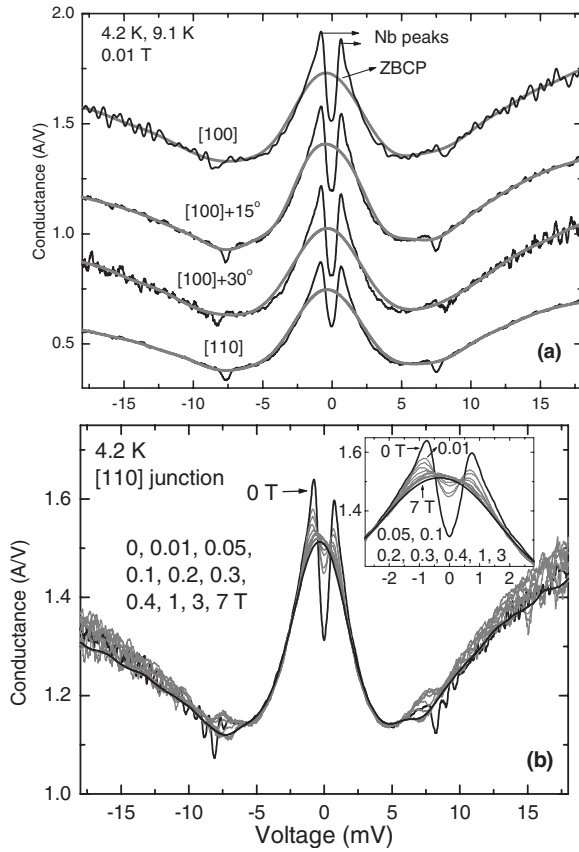 4.2 K, 9.1 K
0.01 T
Nb peaks
ZBCP
[100]
[100]+15°
[100]+30°
[110]
(a)
Conductance (A/V)
2.0
1.5
1.0
0.5
-15 -10 -5 0 5 10 15
4.2 K
[110] junction
0 T
0, 0.01, 0.05,
0.1, 0.2, 0.3,
0.4, 1, 3, 7 T
0 T 0.01
7 T
0.05, 0.1
0.2, 0.3, 0.4, 1, 3
1.6
1.5
1.4
-2 -1 0 1 2
(b)
Conductance (A/V)
1.6
1.4
1.2
1.0
-15 -10 -5 0 5 10 15
Voltage (mV)